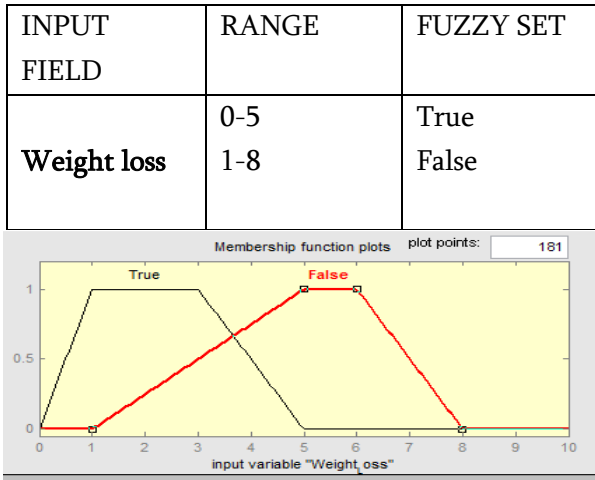 INPUT FIELD RANGE FUZZY SET
Weight loss 0-5 True
1-8 False
Membership function plots plot points: 181
True False
1
0.5
0
0 1 2 3 4 5 6 7 8 9 10
input variable "Weight_oss"